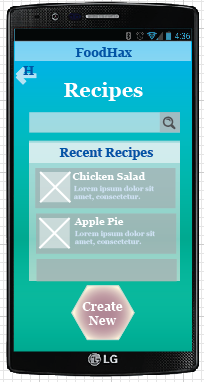 4:36
FoodHax
H
Recipes
Recent Recipes
Chicken Salad
Lorem ipsum dolor sit
amet, consectetur.
Apple Pie
Lorem ipsum dolor sit
amet, consectetur.
Create
New
LG